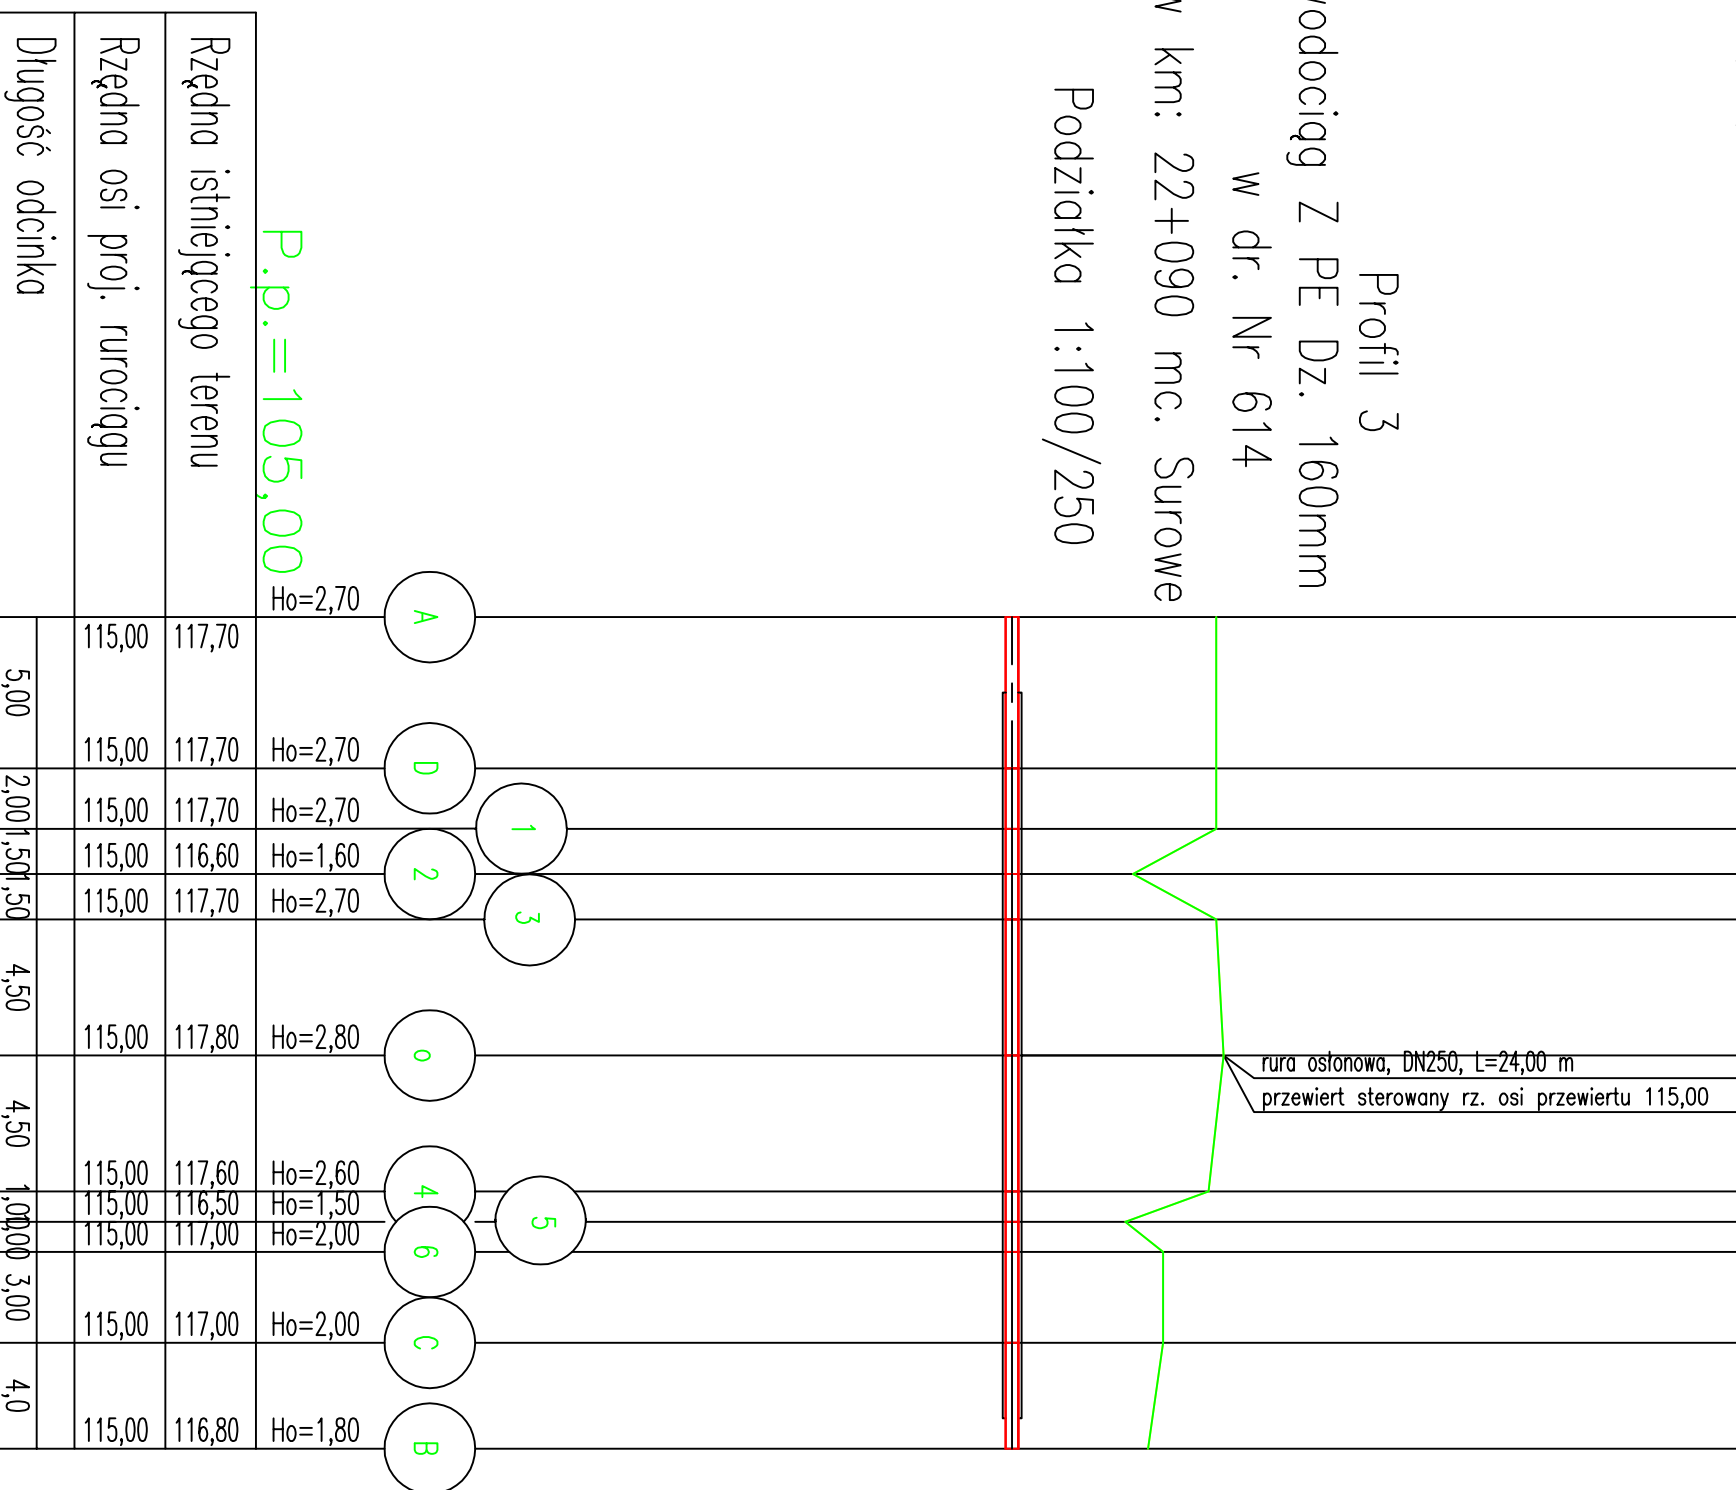 Profil 3
wodociąg Z PE Dz. 160mm
w dr. Nr 614
w km: 22+090 mc. Surowe
Podziałka 1:100/250
rura osłonowa, DN250, L=24,00 m
przewiert sterowany rz. osi przewiertu 115,00
A D 1 2 3 0 4 5 6 C B
P.p.=105,00
Ho=2,70 Ho=2,70 Ho=2,70 Ho=1,60 Ho=2,70 Ho=2,80 Ho=2,60 Ho=1,50 Ho=2,00 Ho=2,00 Ho=1,80
Rzędna istniejącego terenu 117,70 117,70 117,70 116,60 117,70 117,80 117,60 116,50 117,00 117,00 116,80
Rzędna osi proj. rurociągu 115,00 115,00 115,00 115,00 115,00 115,00 115,00 115,00 115,00 115,00 115,00
Długość odcinka 5,00 2,00 1,50 1,50 4,50 4,50 1,00 1,00 3,00 4,0